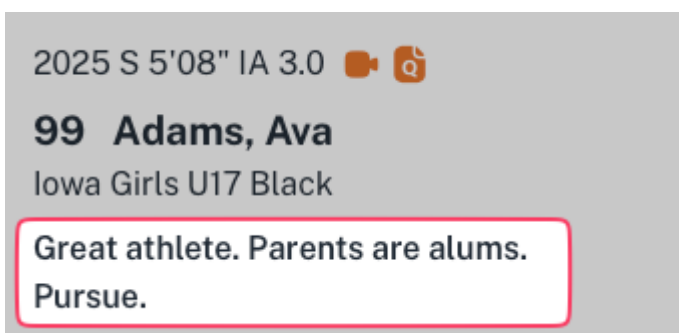 2025 S 5'08" IA 3.0
99 Adams, Ava
Iowa Girls U17 Black
Great athlete. Parents are alums.
Pursue.